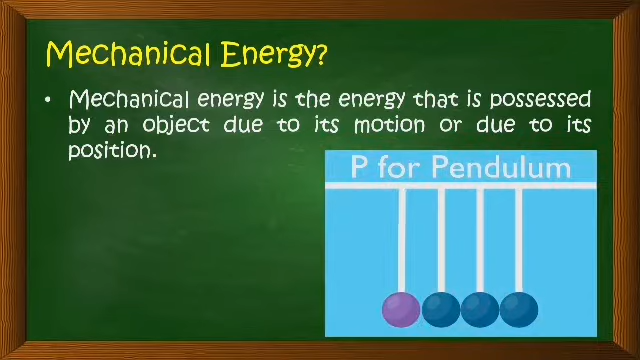 Mechanical Energy?
• Mechanical energy is the energy that is possessed
by an object due to its motion or due to its
position.
P for Pendulum